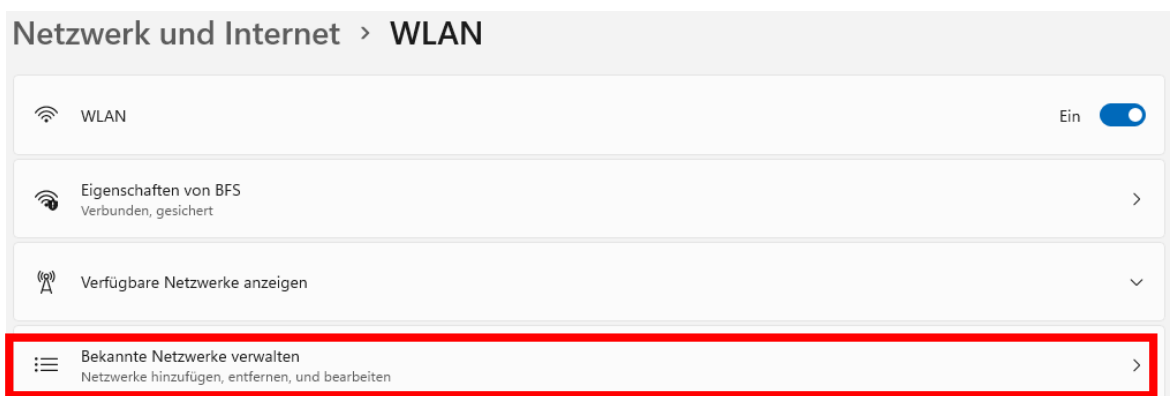 Netzwerk und Internet > WLAN
WLAN
Ein
Eigenschaften von BFS
Verbunden, gesichert
Verfügbare Netzwerke anzeigen
Bekannte Netzwerke verwalten
Netzwerke hinzufügen, entfernen, und bearbeiten